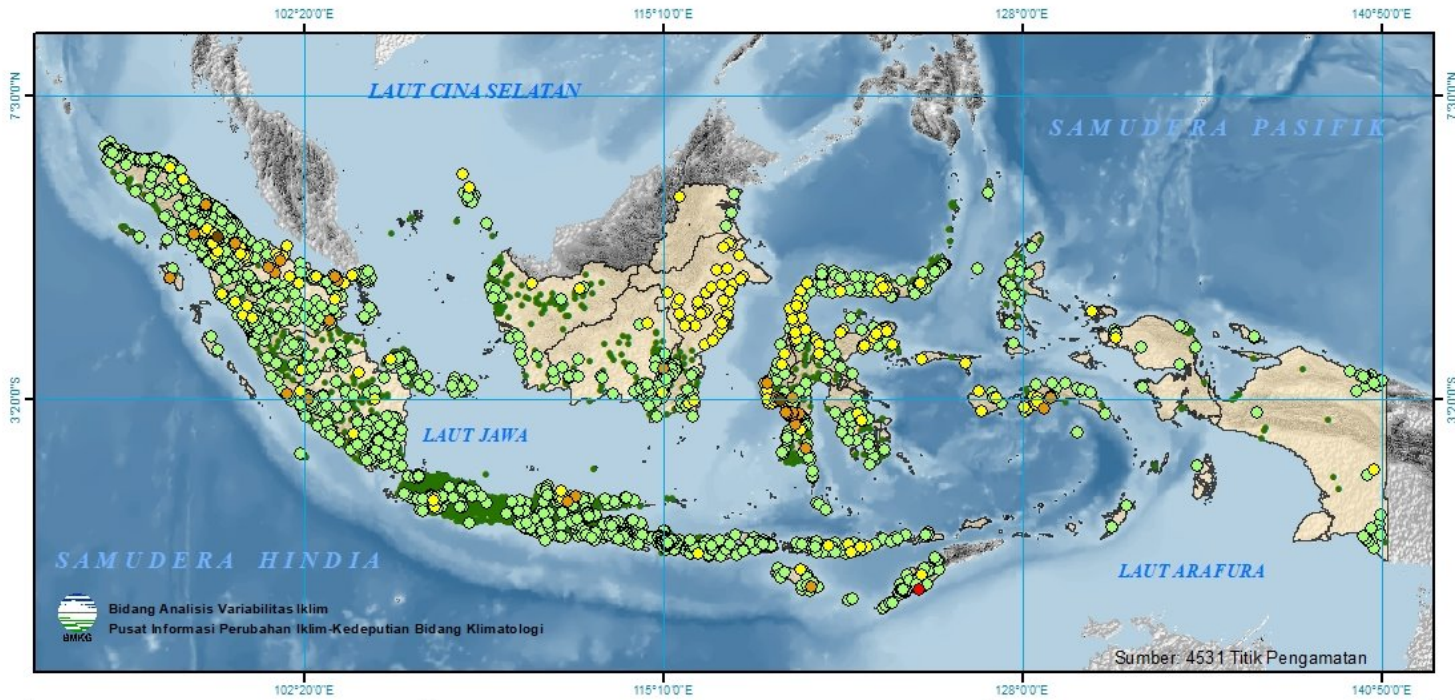 102°20'0"E 115°10'0"E 128°0'0"E 140°50'0"E
7°30'0"N 7°30'0"N
LAUT CINA SELATAN
SAMUDERA PASIFIK
3°20'0"S 3°20'0"S
LAUT JAWA
SAMUDERA HINDIA
LAUT ARAFURA
Bidang Analisis Variabilitas Iklim
Pusat Informasi Perubahan Iklim-Kedeputian Bidang Klimatologi
BMKG
Sumber: 4531 Titik Pengamatan
102°20'0"E 115°10'0"E 128°0'0"E 140°50'0"E